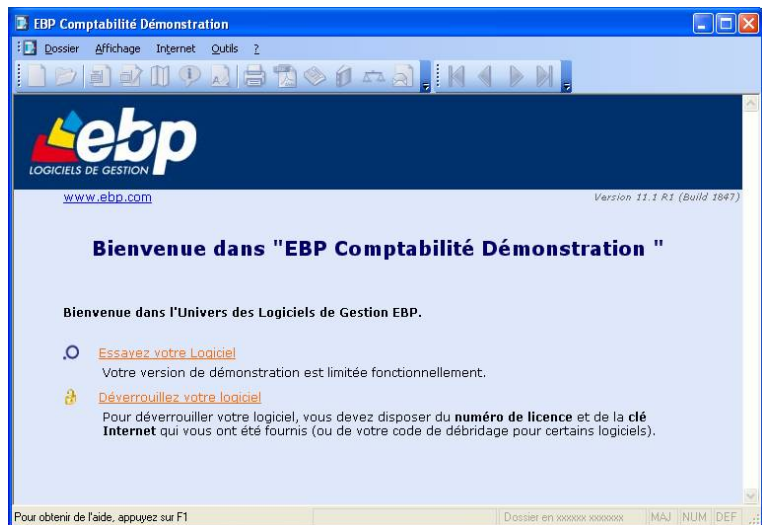 EBP Comptabilité Démonstration
Dossier Affichage Internet Outils ?
ebp
LOGICIELS DE GESTION
www.ebp.com Version 11.1 R1 (Build 1847)
Bienvenue dans "EBP Comptabilité Démonstration "
Bienvenue dans l'Univers des Logiciels de Gestion EBP.
Essayez votre Logiciel
Votre version de démonstration est limitée fonctionnellement.
Déverrouillez votre logiciel
Pour déverrouiller votre logiciel, vous devez disposer du numéro de licence et de la clé
Internet qui vous ont été fournis (ou de votre code de débridage pour certains logiciels).
Pour obtenir de l'aide, appuyez sur F1 Dossier en xxxxxx xxxxxxx MAJ NUM DEF